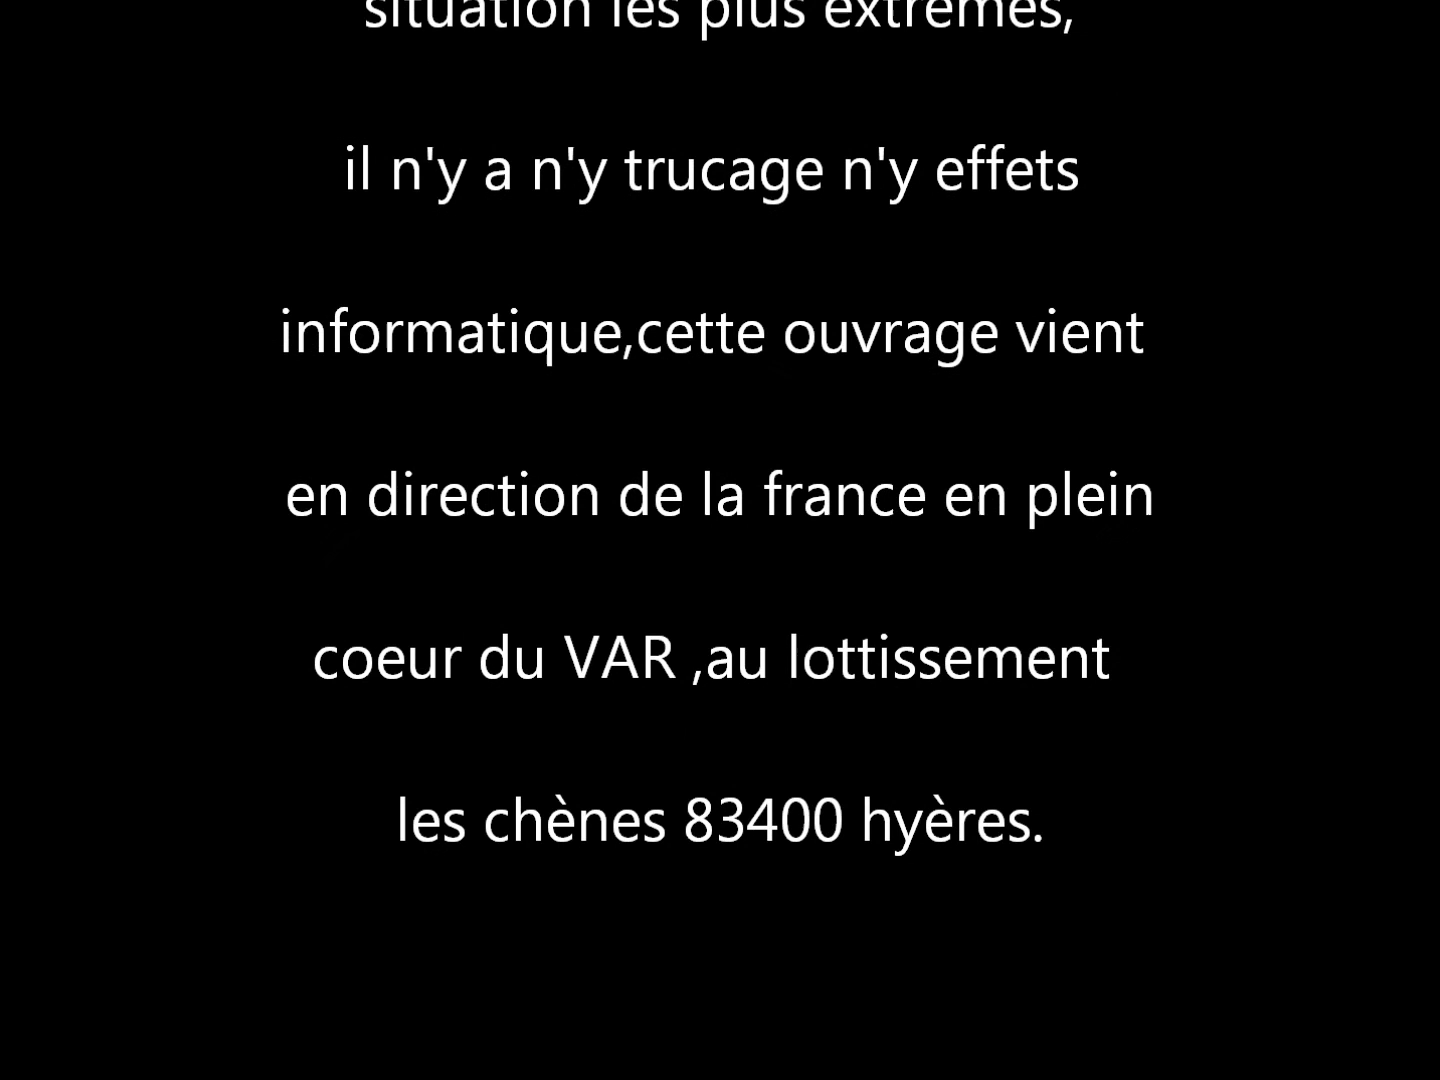 situation les plus extrêmes,
il n'y a n'y trucage n'y effets
informatique,cette ouvrage vient
en direction de la france en plein
coeur du VAR ,au lottissement
les chènes 83400 hyères.